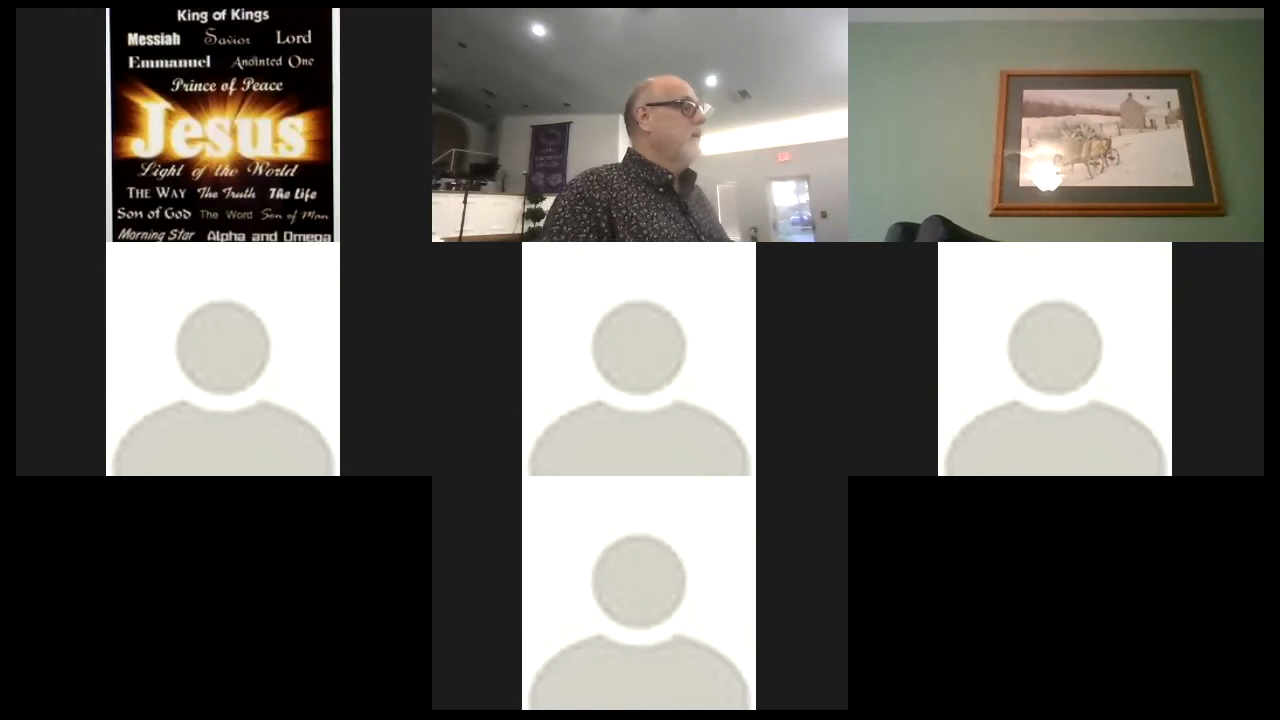 King of Kings
Messiah Savior Lord
Emmanuel Anointed One
Prince of Peace
Jesus
Light of the World
THE WAY The Truth The Life
Son of God The Word Son of Man
Morning Star Alpha and Omega